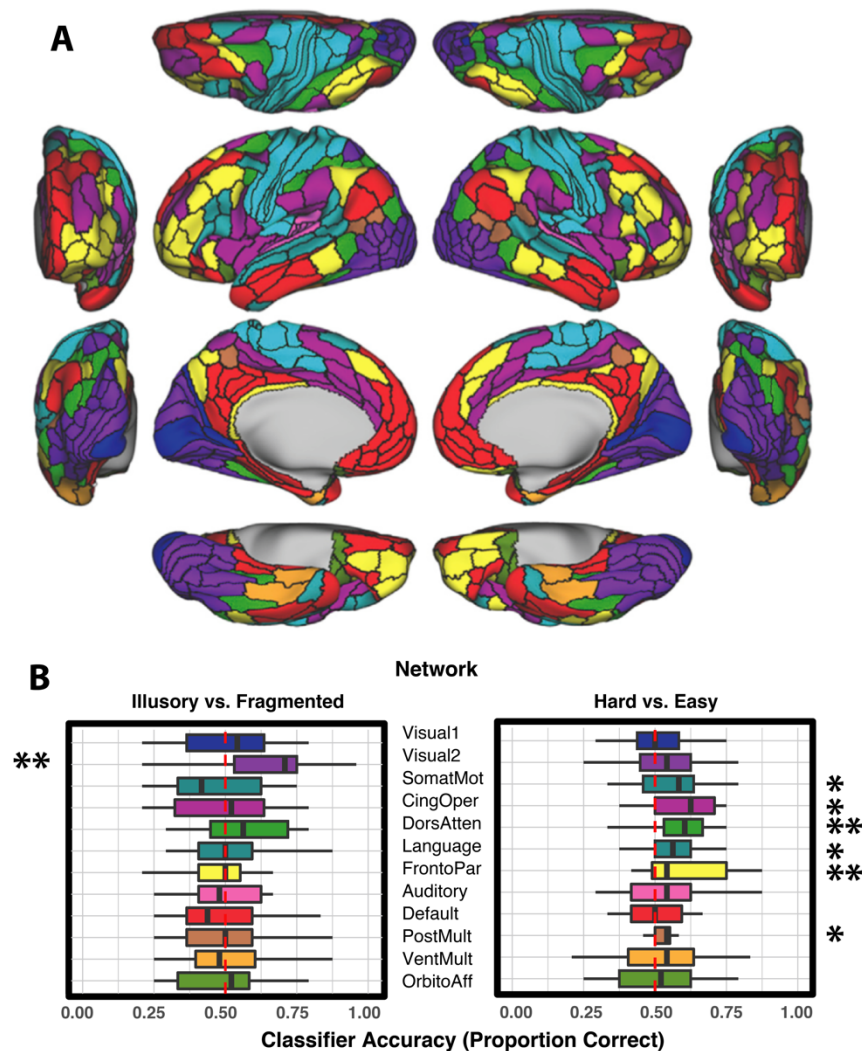 A
B
Network
Illusory vs. Fragmented
Hard vs. Easy
Visual1
**
Visual2
SomatMot
*
CingOper
*
DorsAtten
**
Language
*
FrontoPar
**
Auditory
Default
PostMult
*
VentMult
OrbitoAff
0.00 0.25 0.50 0.75 1.00
0.00 0.25 0.50 0.75 1.00
Classifier Accuracy (Proportion Correct)